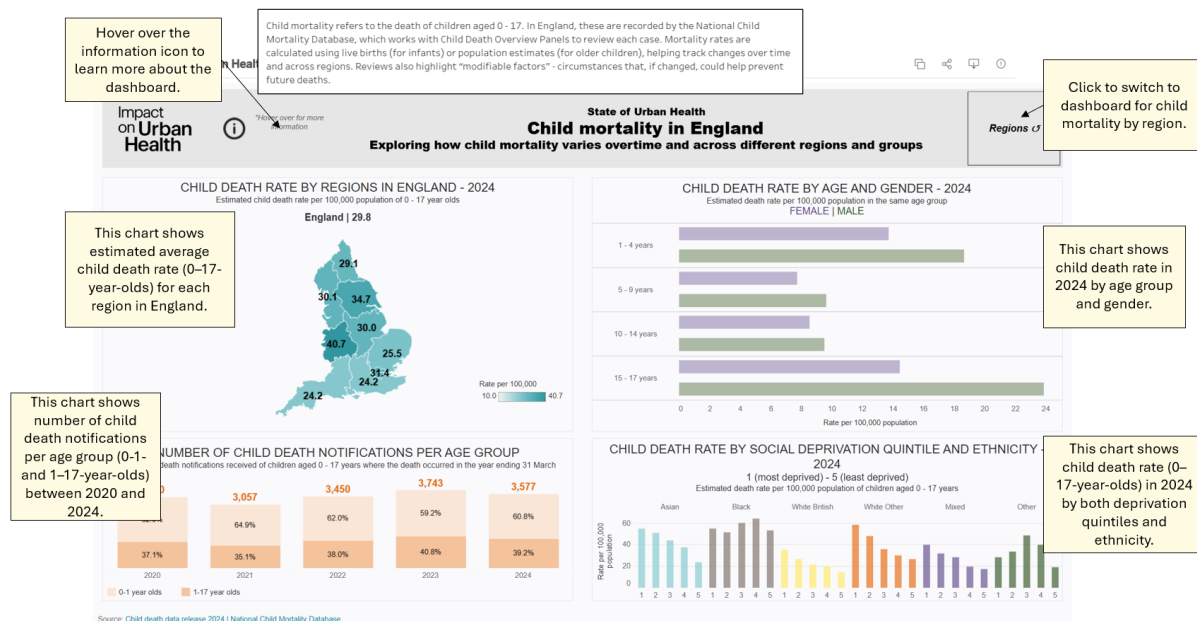 Hover over the
information icon to
learn more about the
dashboard.
Child mortality refers to the death of children aged 0 - 17. In England, these are recorded by the National Child
Mortality Database, which works with Child Death Overview Panels to review each case. Mortality rates are
calculated using live births (for infants) or population estimates (for older children), helping track changes over time
and across regions. Reviews also highlight “modifiable factors” - circumstances that, if changed, could help prevent
future deaths.
Click to switch to
dashboard for child
mortality by region.
Impact
on Urban
Health
"Hover over for more
information
State of Urban Health
Child mortality in England
Exploring how child mortality varies overtime and across different regions and groups
Regions ↺
CHILD DEATH RATE BY REGIONS IN ENGLAND - 2024
Estimated child death rate per 100,000 population of 0 - 17 year olds
England | 29.8
29.1
30.1
34.7
30.0
40.7
25.5
31.4
24.2
24.2
Rate per 100,000
10.0
40.7
This chart shows
estimated average
child death rate (0–17-
year-olds) for each
region in England.
CHILD DEATH RATE BY AGE AND GENDER - 2024
Estimated death rate per 100,000 population in the same age group
FEMALE | MALE
1 - 4 years
5 - 9 years
10 - 14 years
15 - 17 years
0 2 4 6 8 10 12 14 16 18 20 22 24
Rate per 100,000 population
This chart shows
child death rate in
2024 by age group
and gender.
This chart shows
number of child
death notifications
per age group (0-1-
and 1–17-year-olds)
between 2020 and
2024.
NUMBER OF CHILD DEATH NOTIFICATIONS PER AGE GROUP
death notifications received of children aged 0 - 17 years where the death occurred in the year ending 31 March
3,057
3,450
3,743
3,577
64.9%
62.0%
59.2%
60.8%
37.1%
35.1%
38.0%
40.8%
39.2%
2020
2021
2022
2023
2024
0-1 year olds
1-17 year olds
CHILD DEATH RATE BY SOCIAL DEPRIVATION QUINTILE AND ETHNICITY -
2024
1 (most deprived) - 5 (least deprived)
Estimated death rate per 100,000 population of children aged 0 - 17 years
Asian Black White British White Other Mixed Other
Rate per 100,000
population
60
40
20
0
1 2 3 4 5 1 2 3 4 5 1 2 3 4 5 1 2 3 4 5 1 2 3 4 5 1 2 3 4 5
This chart shows
child death rate (0–
17-year-olds) in 2024
by both deprivation
quintiles and
ethnicity.
Source: Child death data release 2024 | National Child Mortality Database